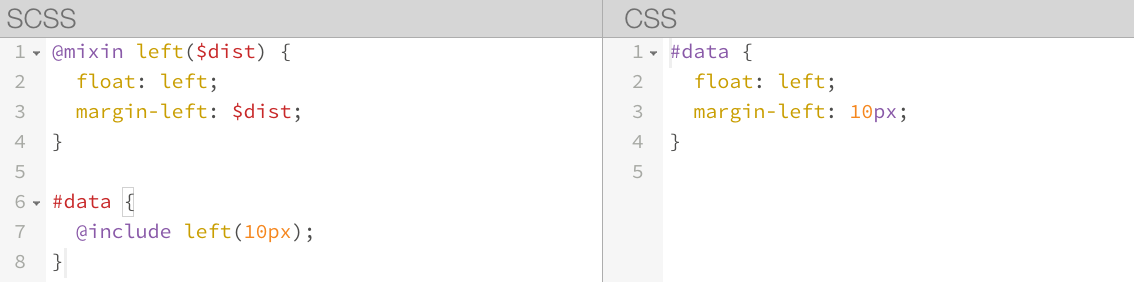 SCSS
1 @mixin left($dist) {
2   float: left;
3   margin-left: $dist;
4 }
5
6 #data {
7   @include left(10px);
8 }
CSS
1 #data {
2   float: left;
3   margin-left: 10px;
4 }
5